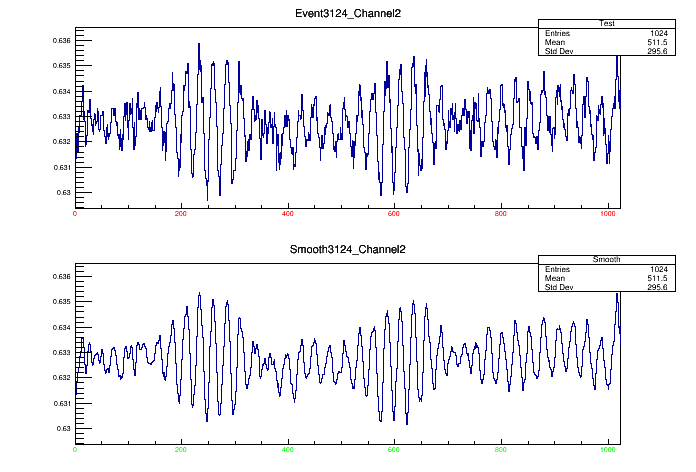 Event3124_Channel2
Test
Entries 1024
Mean 511.5
Std Dev 295.6
0.636
0.635
0.634
0.633
0.632
0.631
0.63
0 200 400 600 800 1000
Smooth3124_Channel2
Smooth
Entries 1024
Mean 511.5
Std Dev 295.6
0.636
0.635
0.634
0.633
0.632
0.631
0.63
0 200 400 600 800 1000